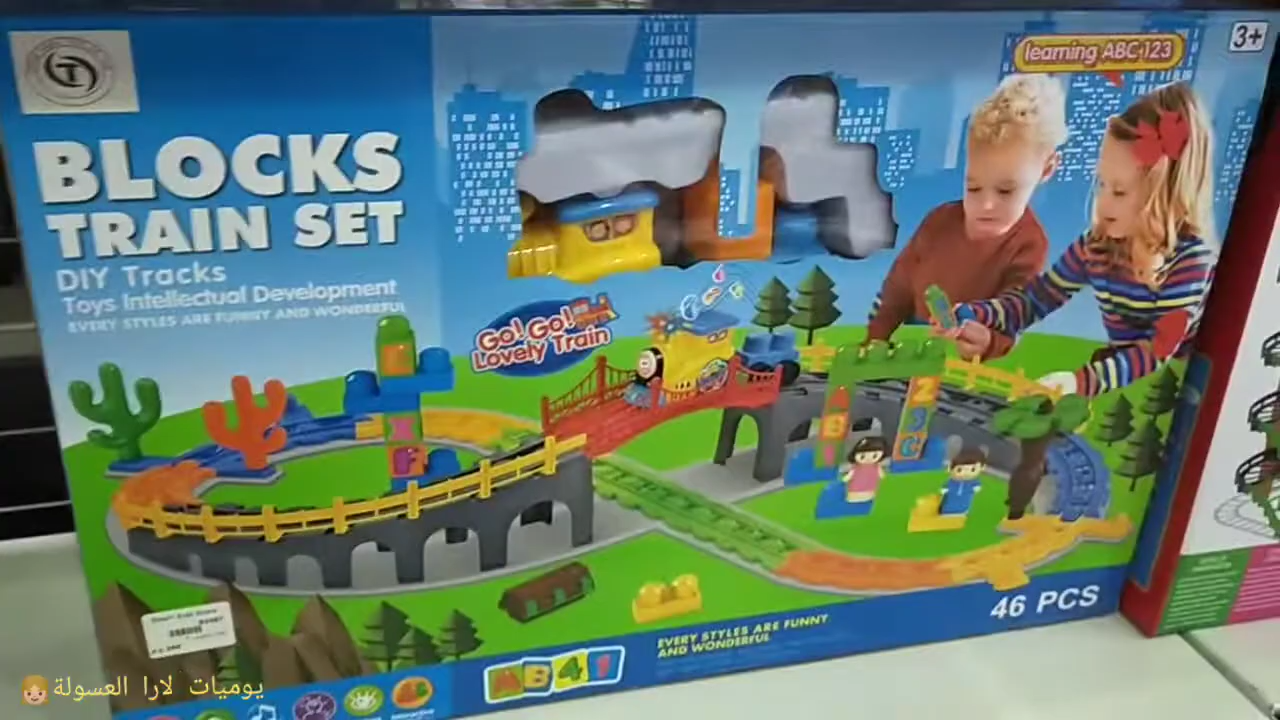 learning ABC 123
3+
BLOCKS
TRAIN SET
DIY Tracks
Toys Intellectual Development
EVERY STYLES ARE FUNNY AND WONDERFUL
Go! Go!
Lovely Train
46 PCS
EVERY STYLES ARE FUNNY
AND WONDERFUL
AB41
يوميات لارا العسولة